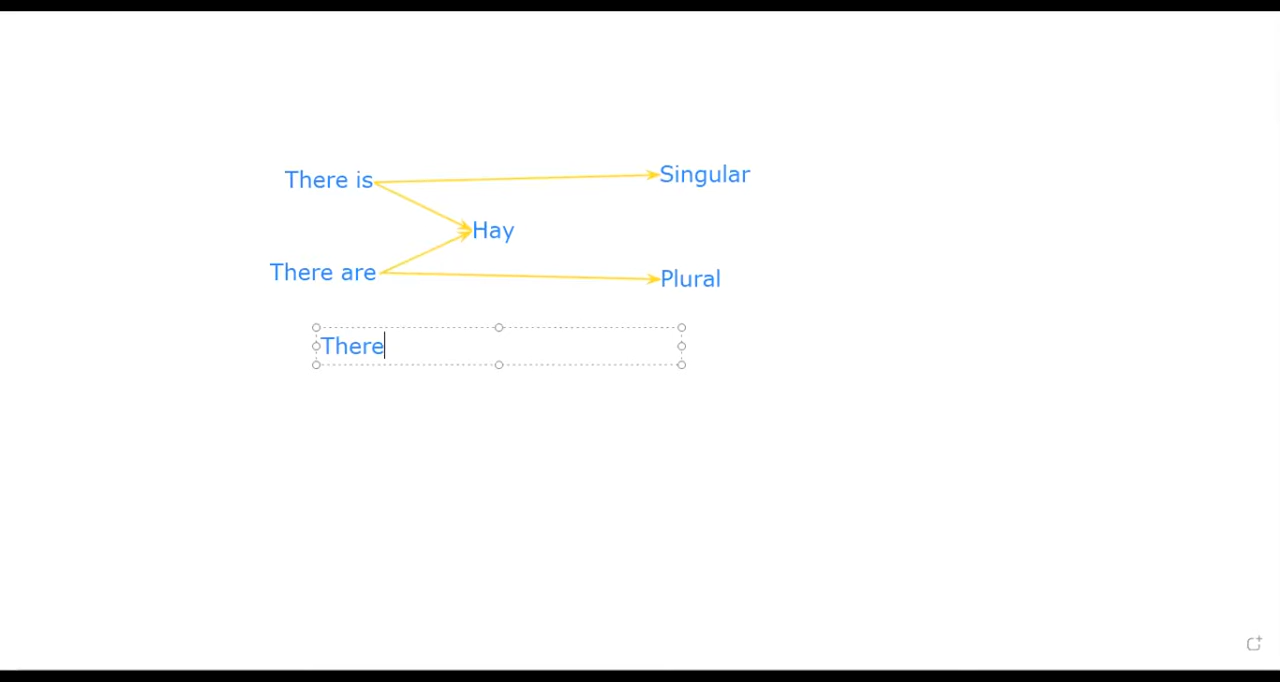 There is
Singular
Hay
There are
Plural
There